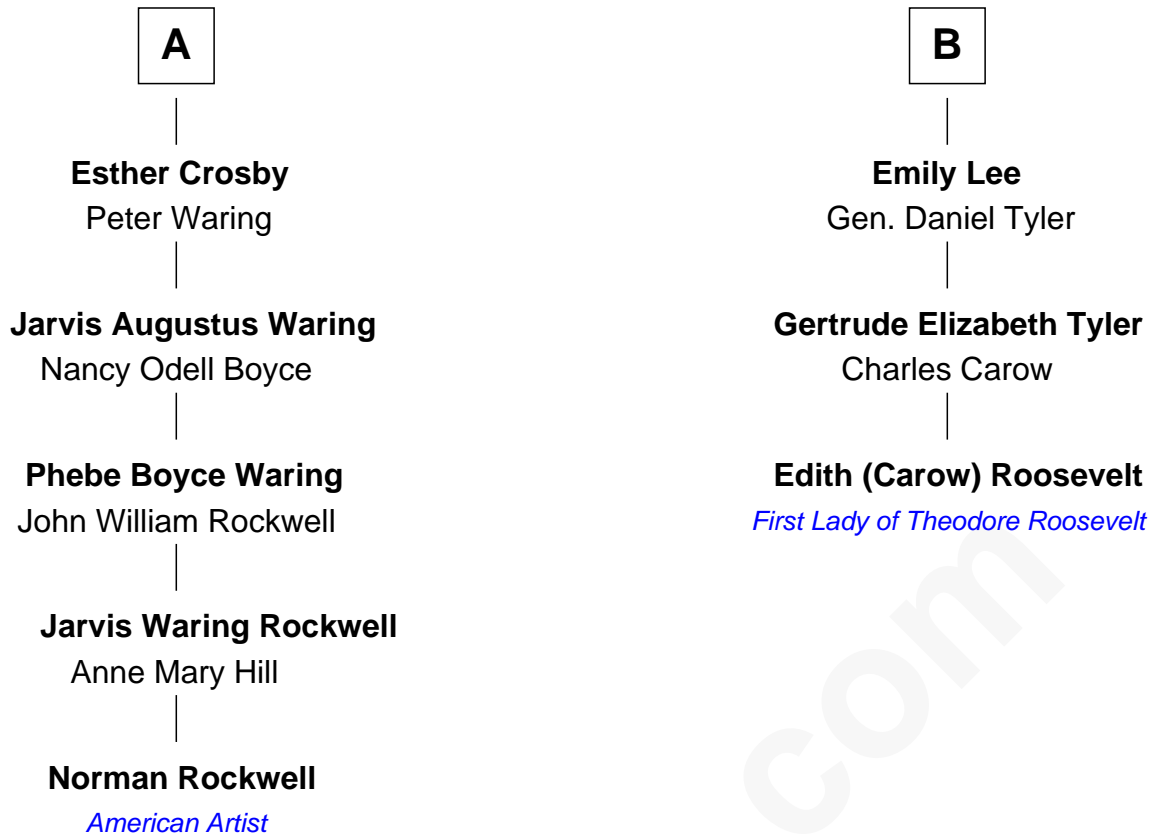 A
Esther Crosby
Peter Waring
Jarvis Augustus Waring
Nancy Odell Boyce
Phebe Boyce Waring
John William Rockwell
Jarvis Waring Rockwell
Anne Mary Hill
Norman Rockwell
American Artist
B
Emily Lee
Gen. Daniel Tyler
Gertrude Elizabeth Tyler
Charles Carow
Edith (Carow) Roosevelt
First Lady of Theodore Roosevelt
com